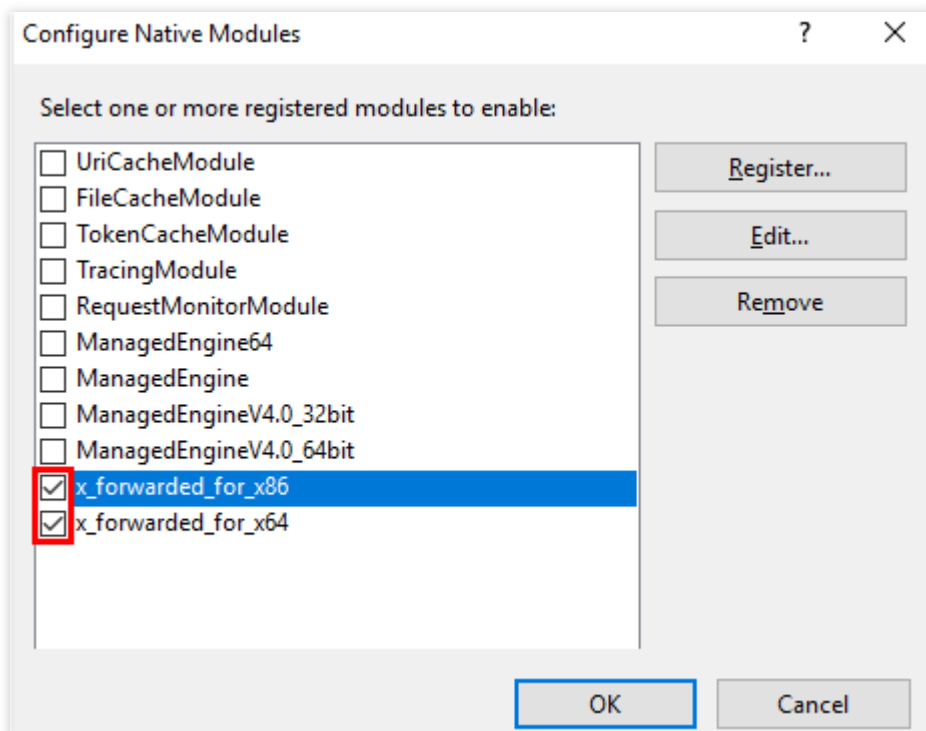 Configure Native Modules
?
Select one or more registered modules to enable:
UriCacheModule
FileCacheModule
TokenCacheModule
TracingModule
RequestMonitorModule
ManagedEngine64
ManagedEngine
ManagedEngineV4.0_32bit
ManagedEngineV4.0_64bit
x_forwarded_for_x86
x_forwarded_for_x64
Register...
Edit...
Remove
OK
Cancel